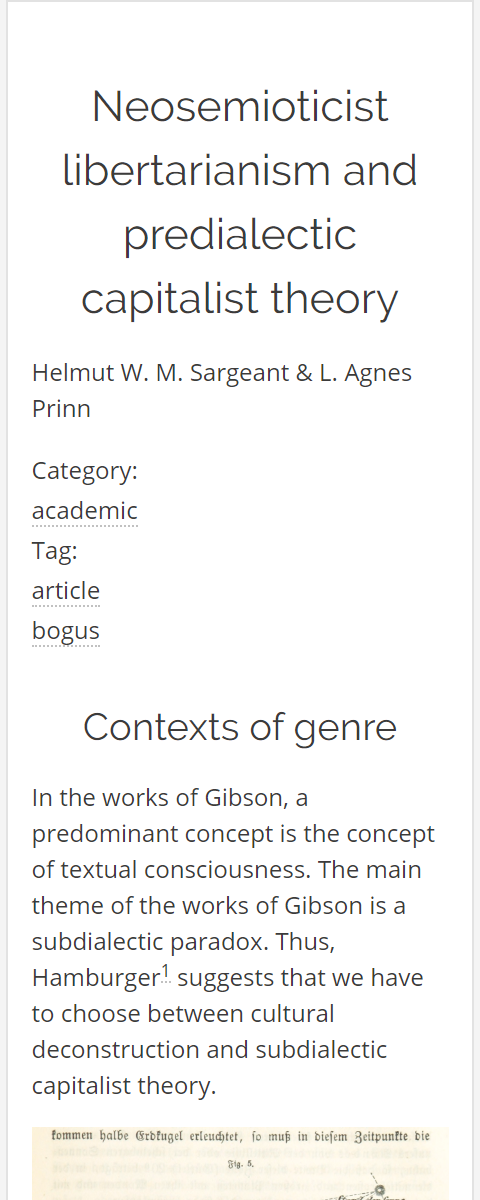 Neosemioticist
libertarianism and
predialectic
capitalist theory
Helmut W. M. Sargeant & L. Agnes
Prinn
Category:
academic
Tag:
article
bogus
Contexts of genre
In the works of Gibson, a
predominant concept is the concept
of textual consciousness. The main
theme of the works of Gibson is a
subdialectic paradox. Thus,
Hamburger1 suggests that we have
to choose between cultural
deconstruction and subdialectic
capitalist theory.
kommen halbe Erdkugel erleuchtet, so muß in diesem Zeitpunkte die
Fig. 5.